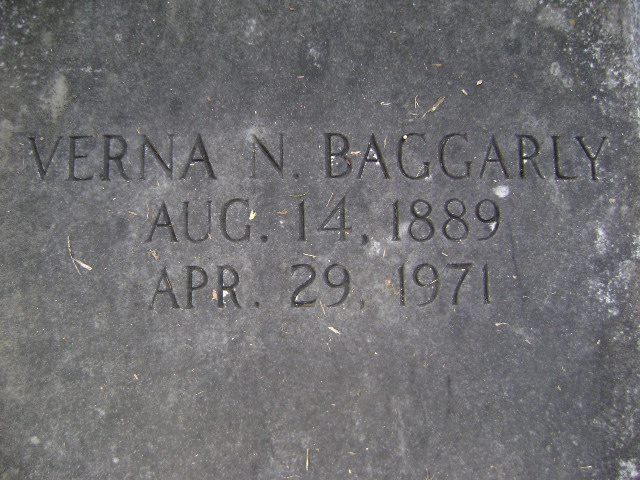 VERNA N. BAGGARLY
AUG. 14, 1889
APR. 29, 1971